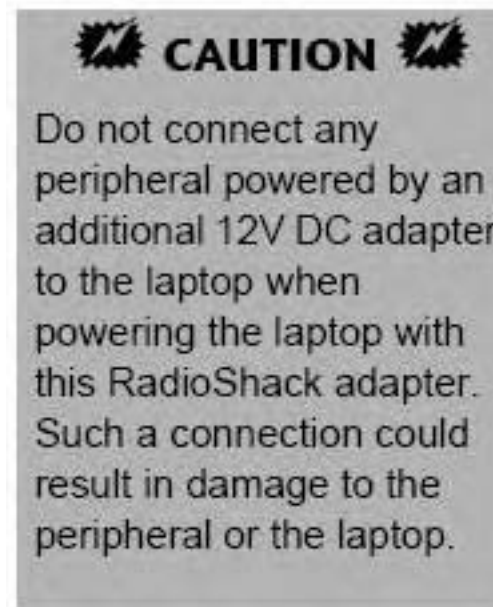 CAUTION
Do not connect any
peripheral powered by an
additional 12V DC adapter
to the laptop when
powering the laptop with
this RadioShack adapter.
Such a connection could
result in damage to the
peripheral or the laptop.